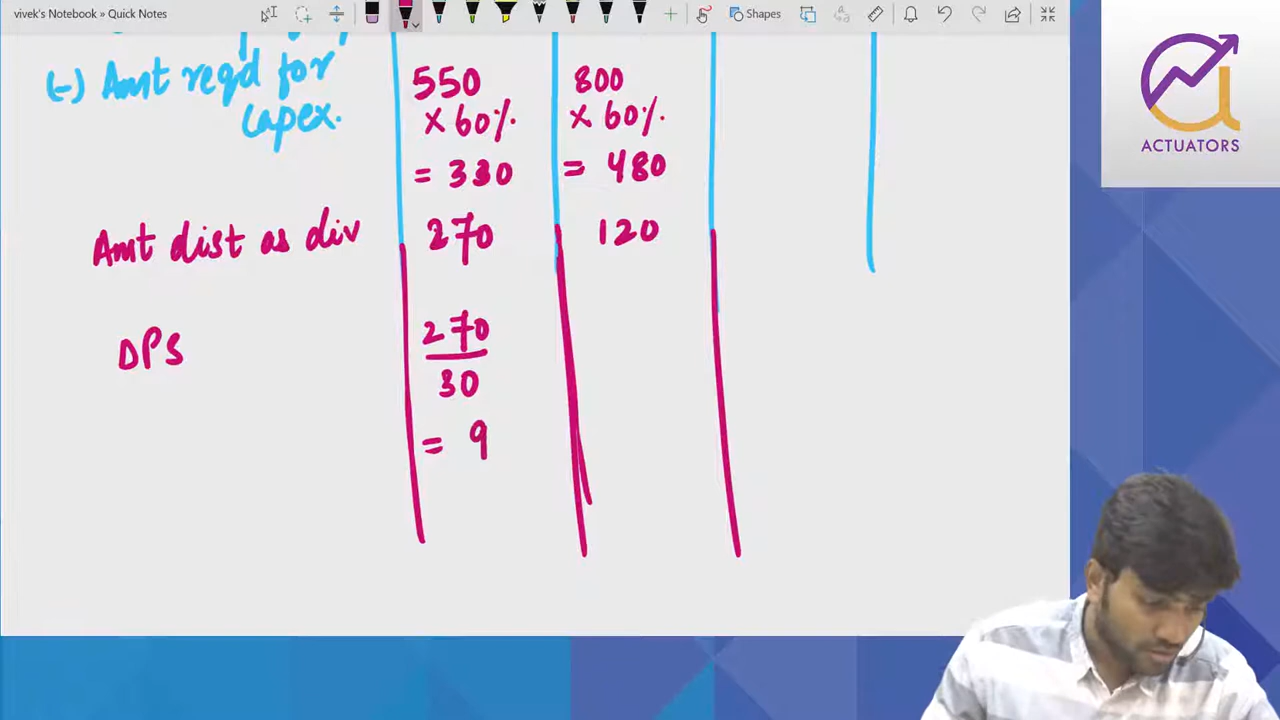 vivek's Notebook » Quick Notes
Shapes
(-) Amt reqd for capex.
550 800
× 60% × 60%
= 330 = 480
Amt dist as div 270 120
DPS 270
30
= 9
ACTUATORS